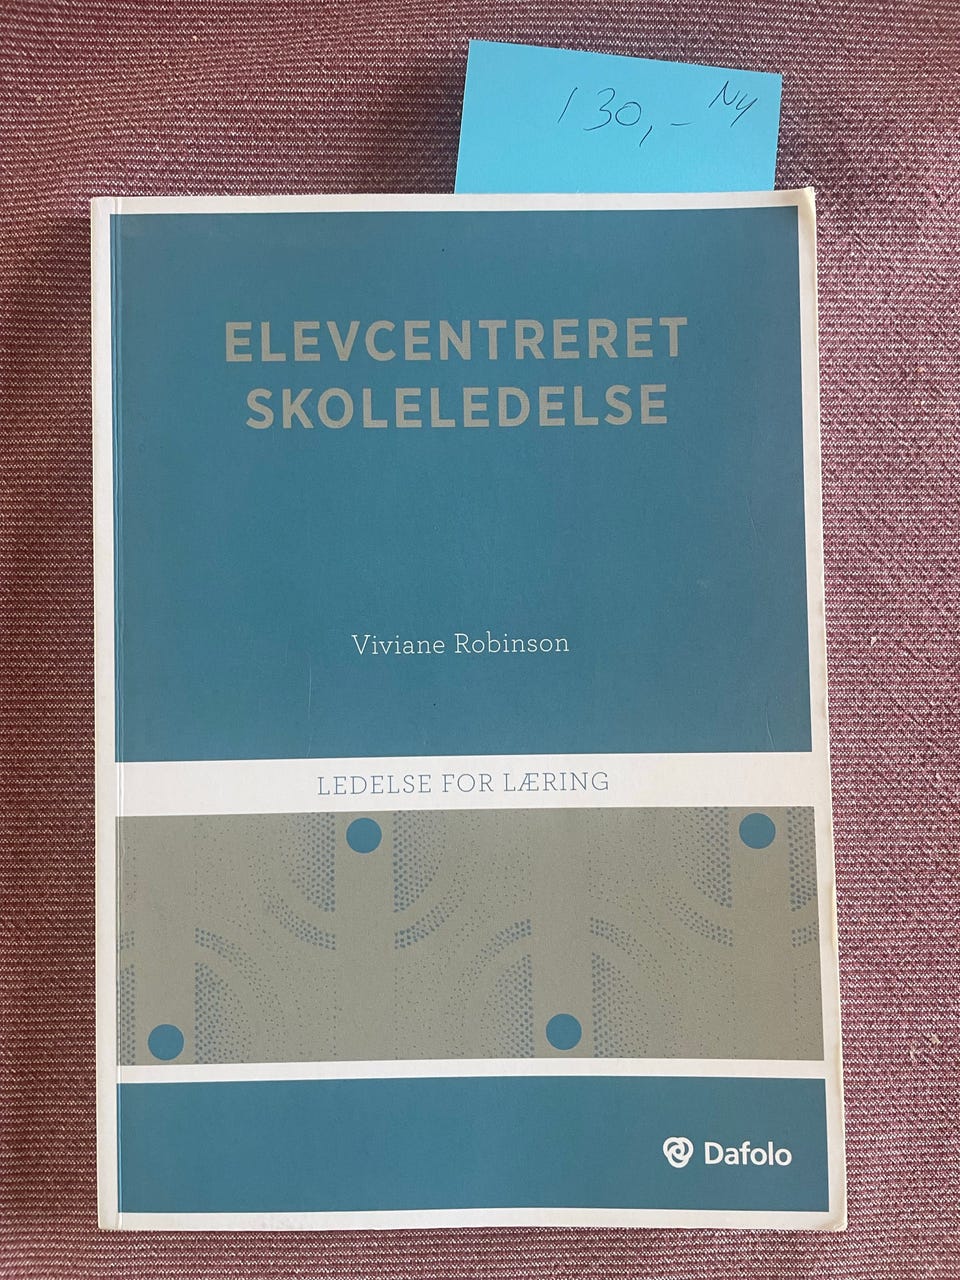 130,- Ny
ELEVCENTRERET
SKOLELEDELSE
Viviane Robinson
LEDELSE FOR LÆRING
Dafolo